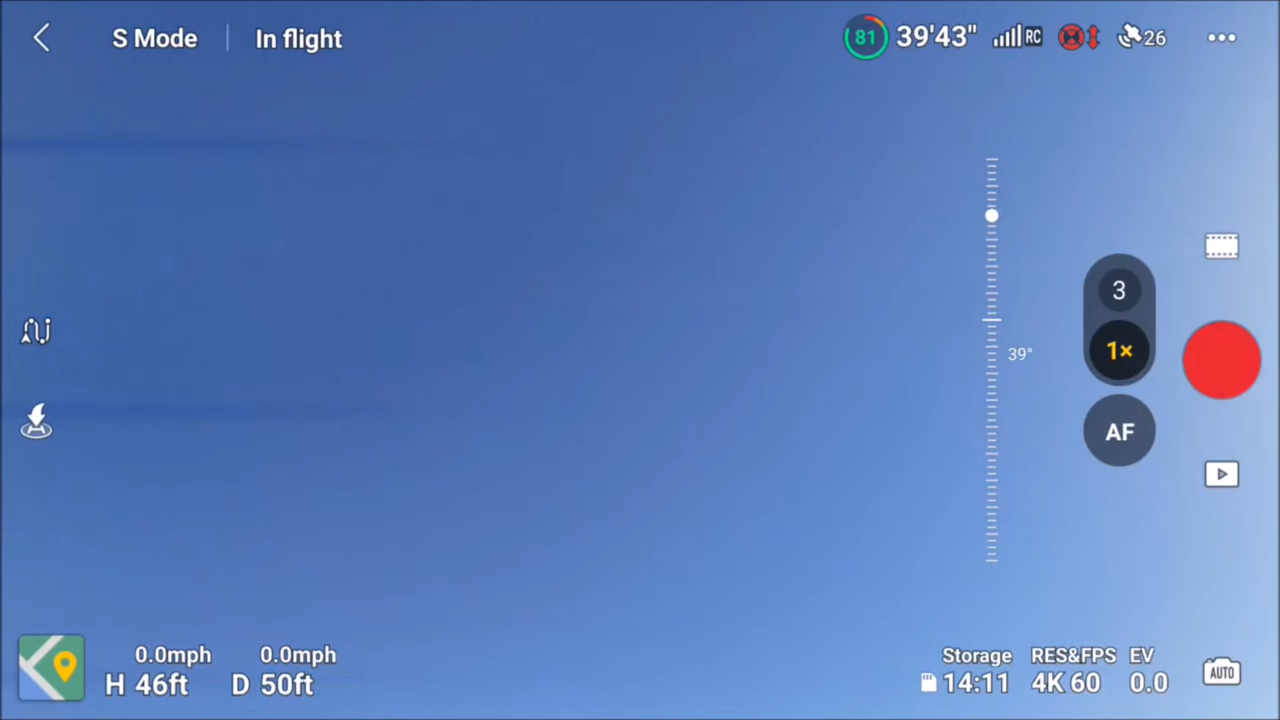 S Mode In flight 81 39'43" RC 26
3
1×
39°
AF
0.0mph 0.0mph
H 46ft D 50ft
Storage RES&FPS EV
14:11 4K 60 0.0
AUTO